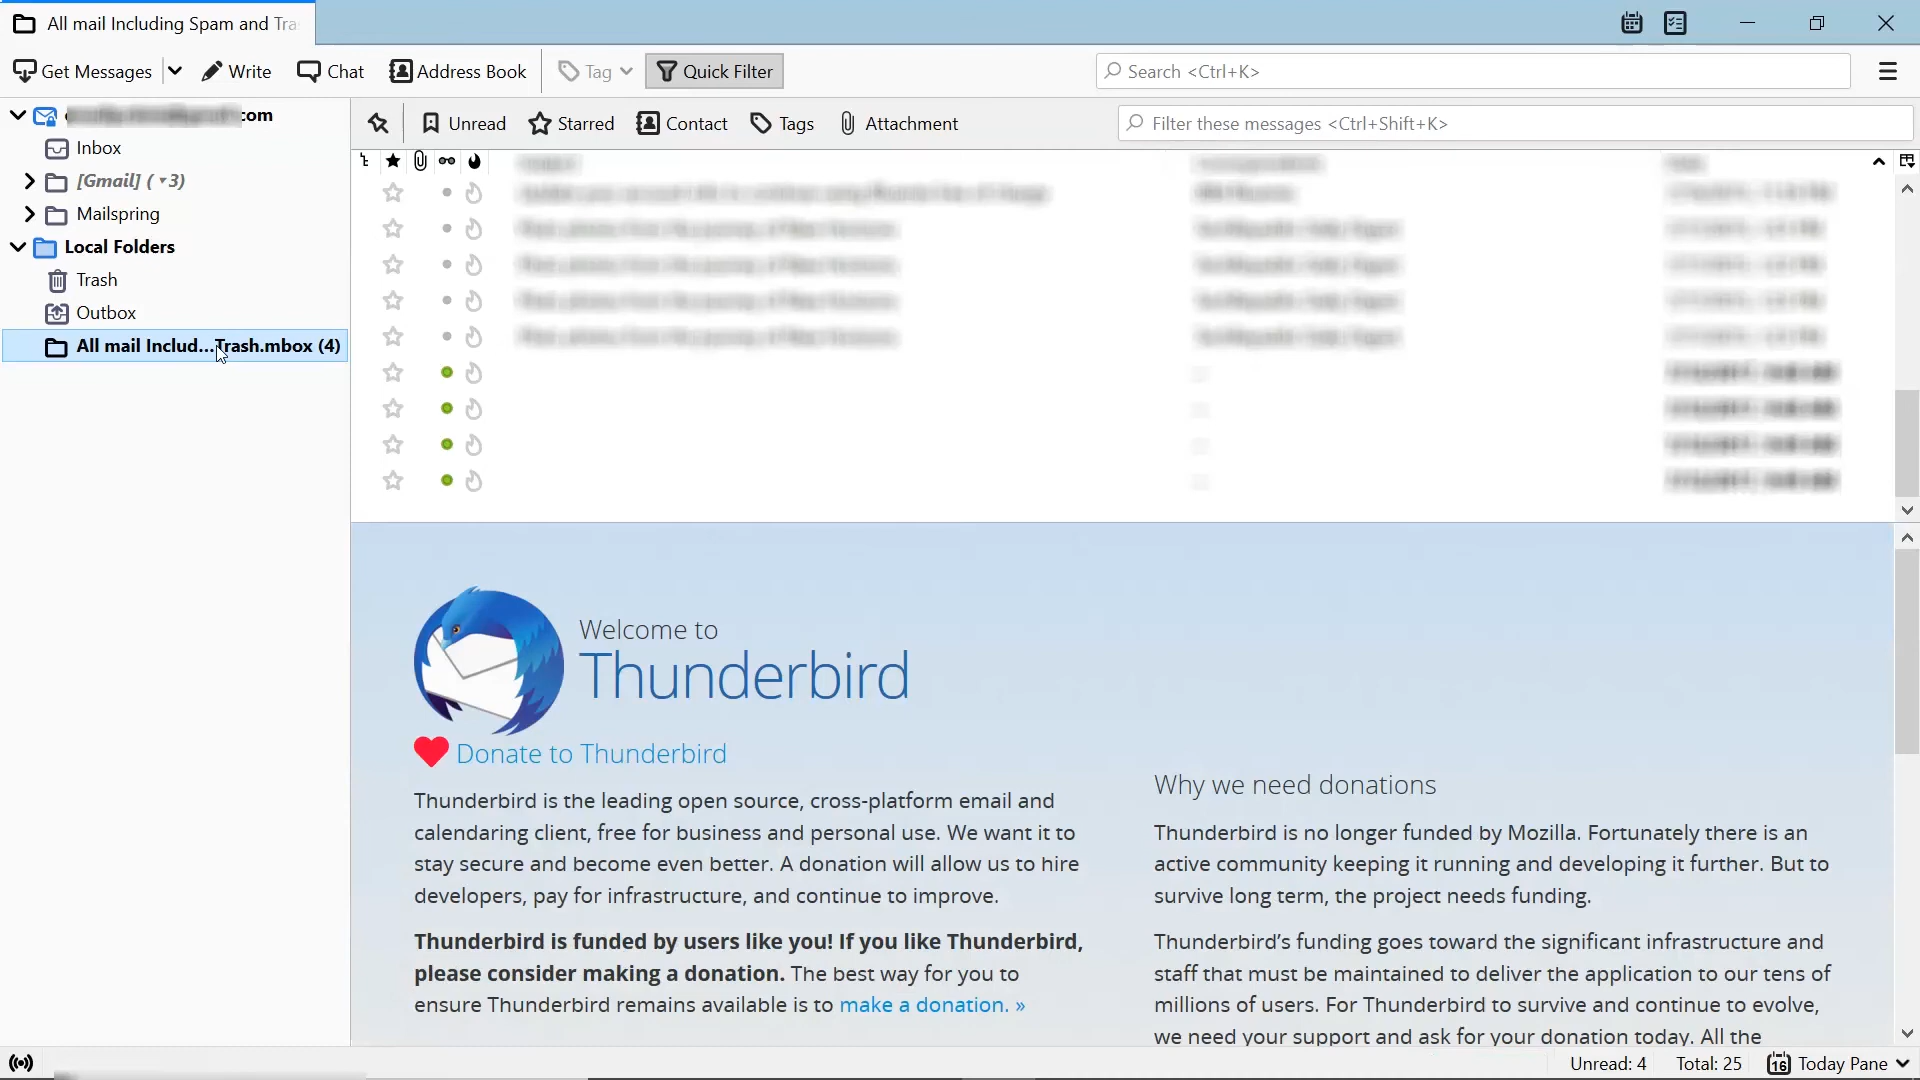 All mail Including Spam and Tra
Get Messages Write Chat Address Book Tag Quick Filter Search <Ctrl+K>
com
Unread Starred Contact Tags Attachment Filter these messages <Ctrl+Shift+K>
Inbox
[Gmail] (▾3)
Mailspring
Local Folders
Trash
Outbox
All mail Includ...Trash.mbox (4)
Welcome to
Thunderbird
Donate to Thunderbird
Thunderbird is the leading open source, cross-platform email and
calendaring client, free for business and personal use. We want it to
stay secure and become even better. A donation will allow us to hire
developers, pay for infrastructure, and continue to improve.
Thunderbird is funded by users like you! If you like Thunderbird,
please consider making a donation. The best way for you to
ensure Thunderbird remains available is to make a donation. »
Why we need donations
Thunderbird is no longer funded by Mozilla. Fortunately there is an
active community keeping it running and developing it further. But to
survive long term, the project needs funding.
Thunderbird’s funding goes toward the significant infrastructure and
staff that must be maintained to deliver the application to our tens of
millions of users. For Thunderbird to survive and continue to evolve,
we need your support and ask for your donation today. All the
Unread: 4 Total: 25 16 Today Pane